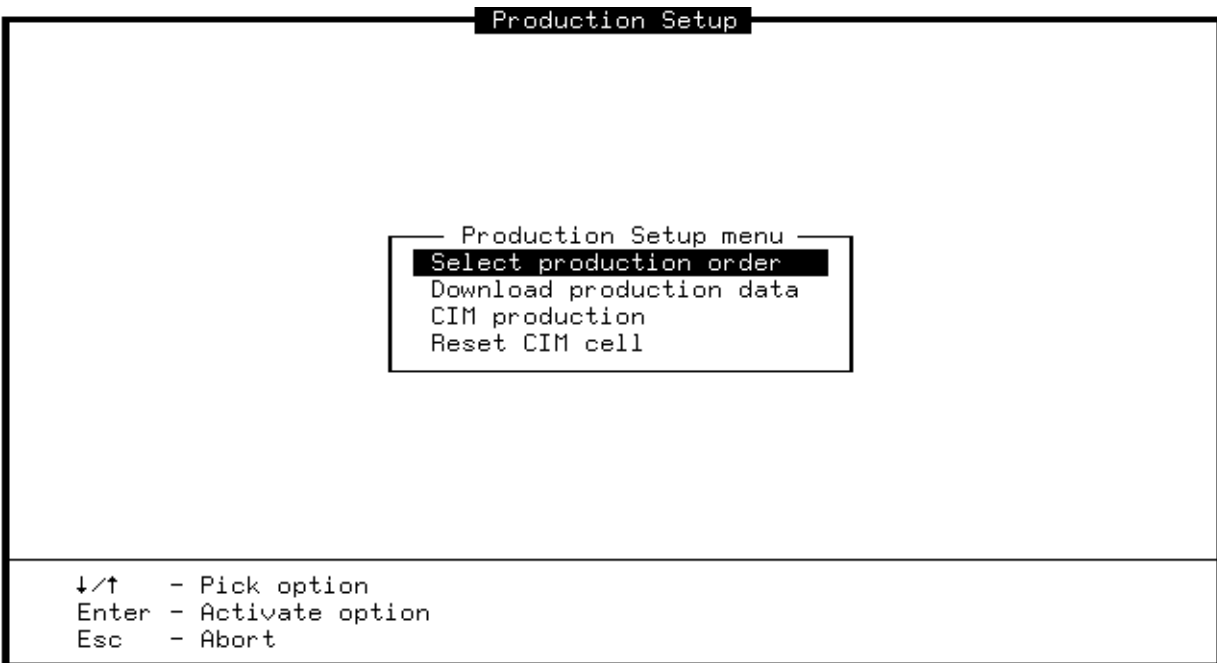 Production Setup
Production Setup menu
Select production order
Download production data
CIM production
Reset CIM cell
↓/↑ - Pick option
Enter - Activate option
Esc - Abort